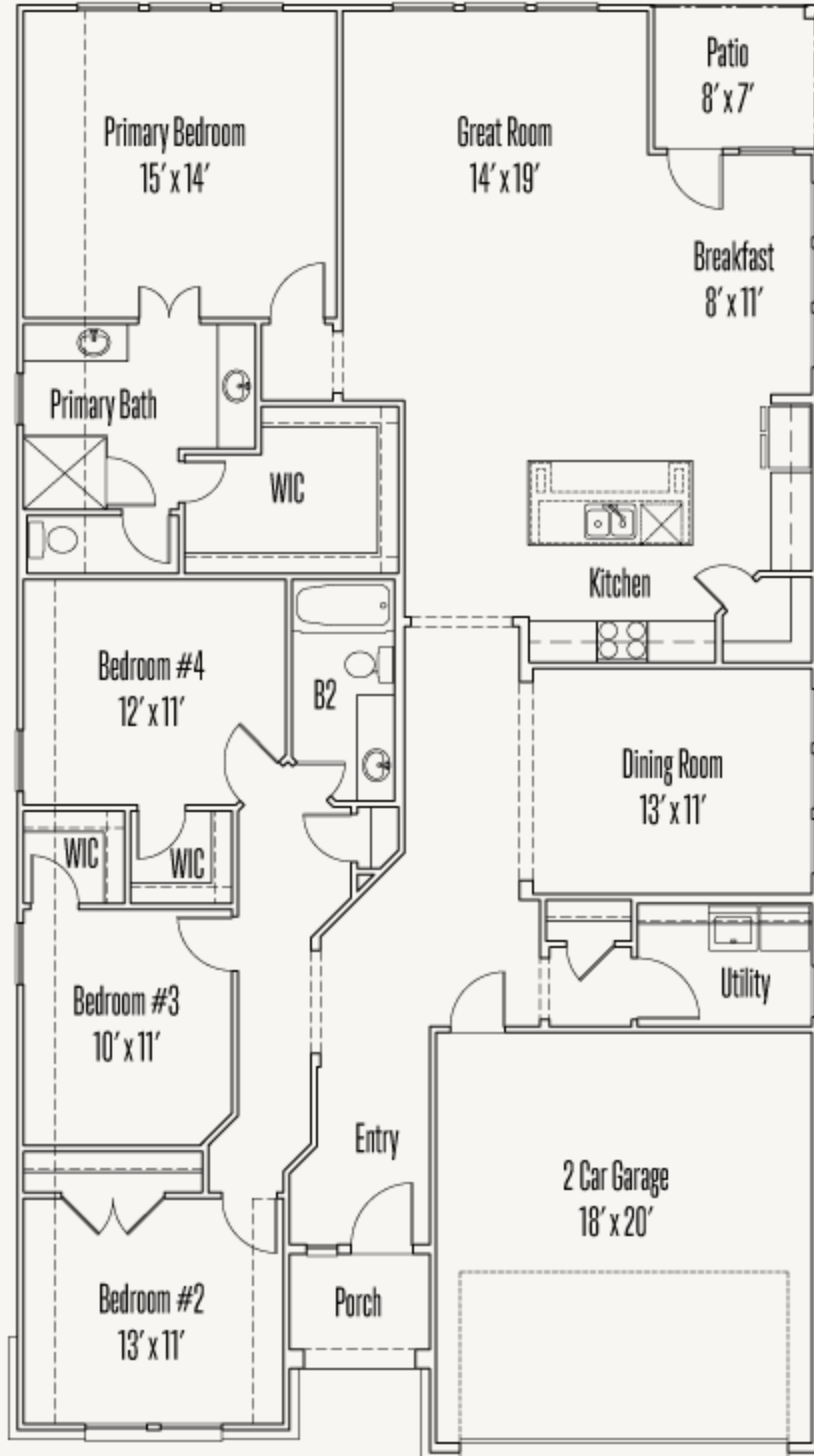 Patio
8' x 7'
Primary Bedroom
15' x 14'
Great Room
14' x 19'
Breakfast
8' x 11'
Primary Bath
WIC
Kitchen
Bedroom #4
12' x 11'
B2
Dining Room
13' x 11'
WIC
WIC
Utility
Bedroom #3
10' x 11'
Entry
2 Car Garage
18' x 20'
Bedroom #2
13' x 11'
Porch